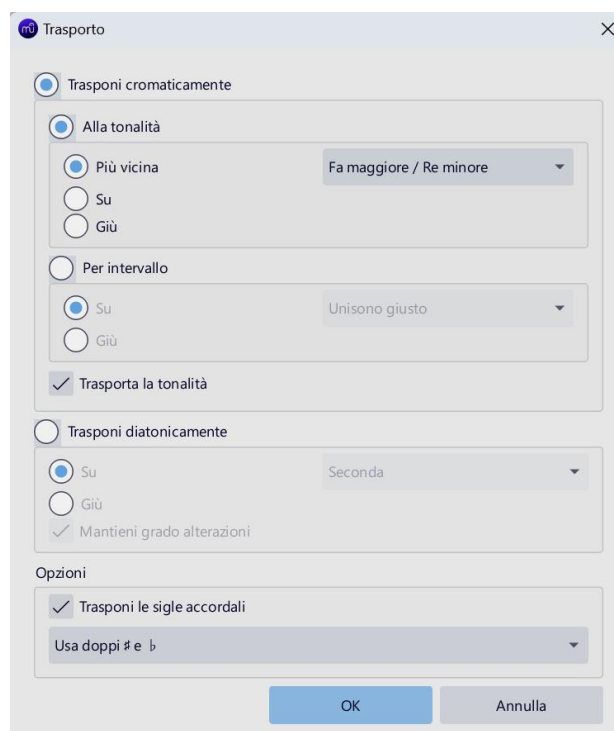 Trasporto
Trasponi cromaticamente
Alla tonalità
Più vicina
Fa maggiore / Re minore
Su
Giù
Per intervallo
Su
Unisono giusto
Giù
Trasporta la tonalità
Trasponi diatonicamente
Su
Seconda
Giù
Mantieni grado alterazioni
Opzioni
Trasponi le sigle accordali
Usa doppi ♯ e ♭
OK
Annulla